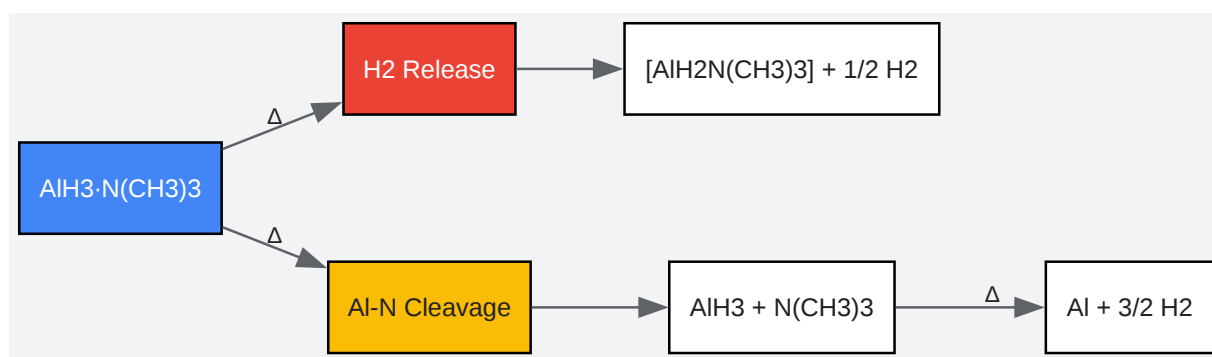 H2 Release
[AlH2N(CH3)3] + 1/2 H2
Δ
AlH3·N(CH3)3
Δ
Al-N Cleavage
AlH3 + N(CH3)3
Δ
Al + 3/2 H2